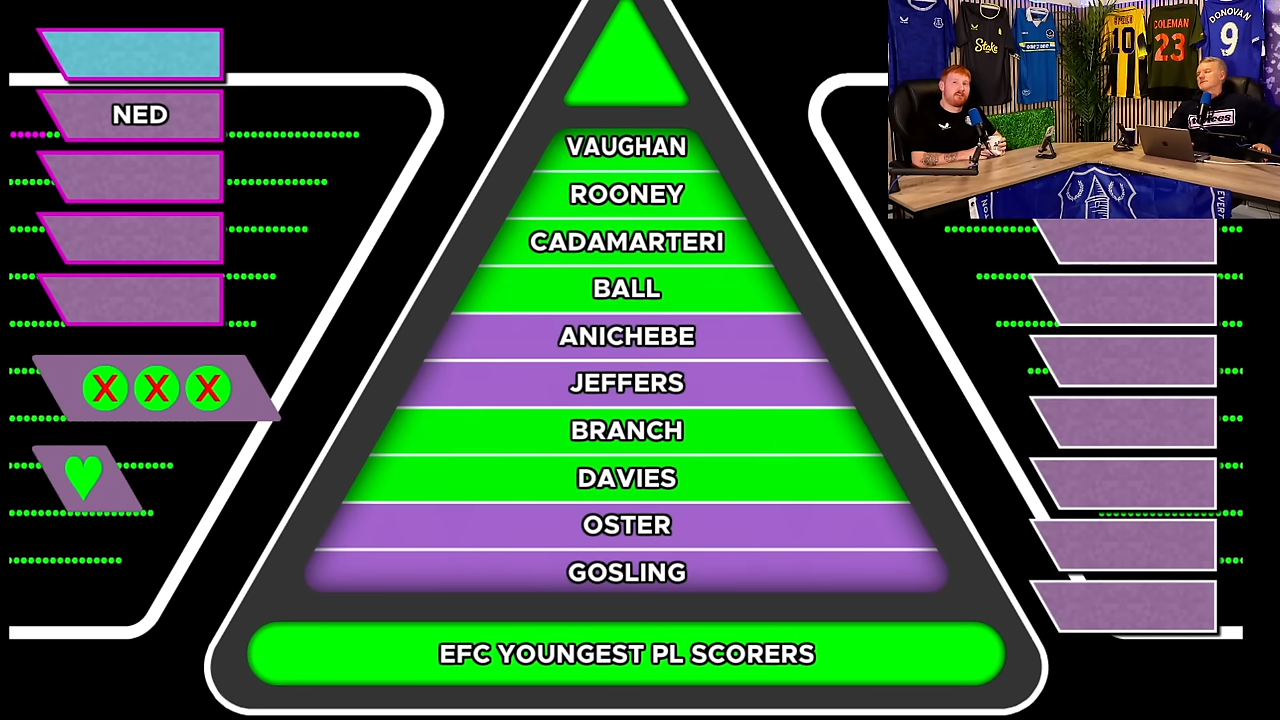 NED
VAUGHAN
ROONEY
CADAMARTERI
BALL
ANICHEBE
JEFFERS
BRANCH
DAVIES
OSTER
GOSLING
EFC YOUNGEST PL SCORERS
X X X
Stake
10
COLEMAN
23
DONOVAN
9